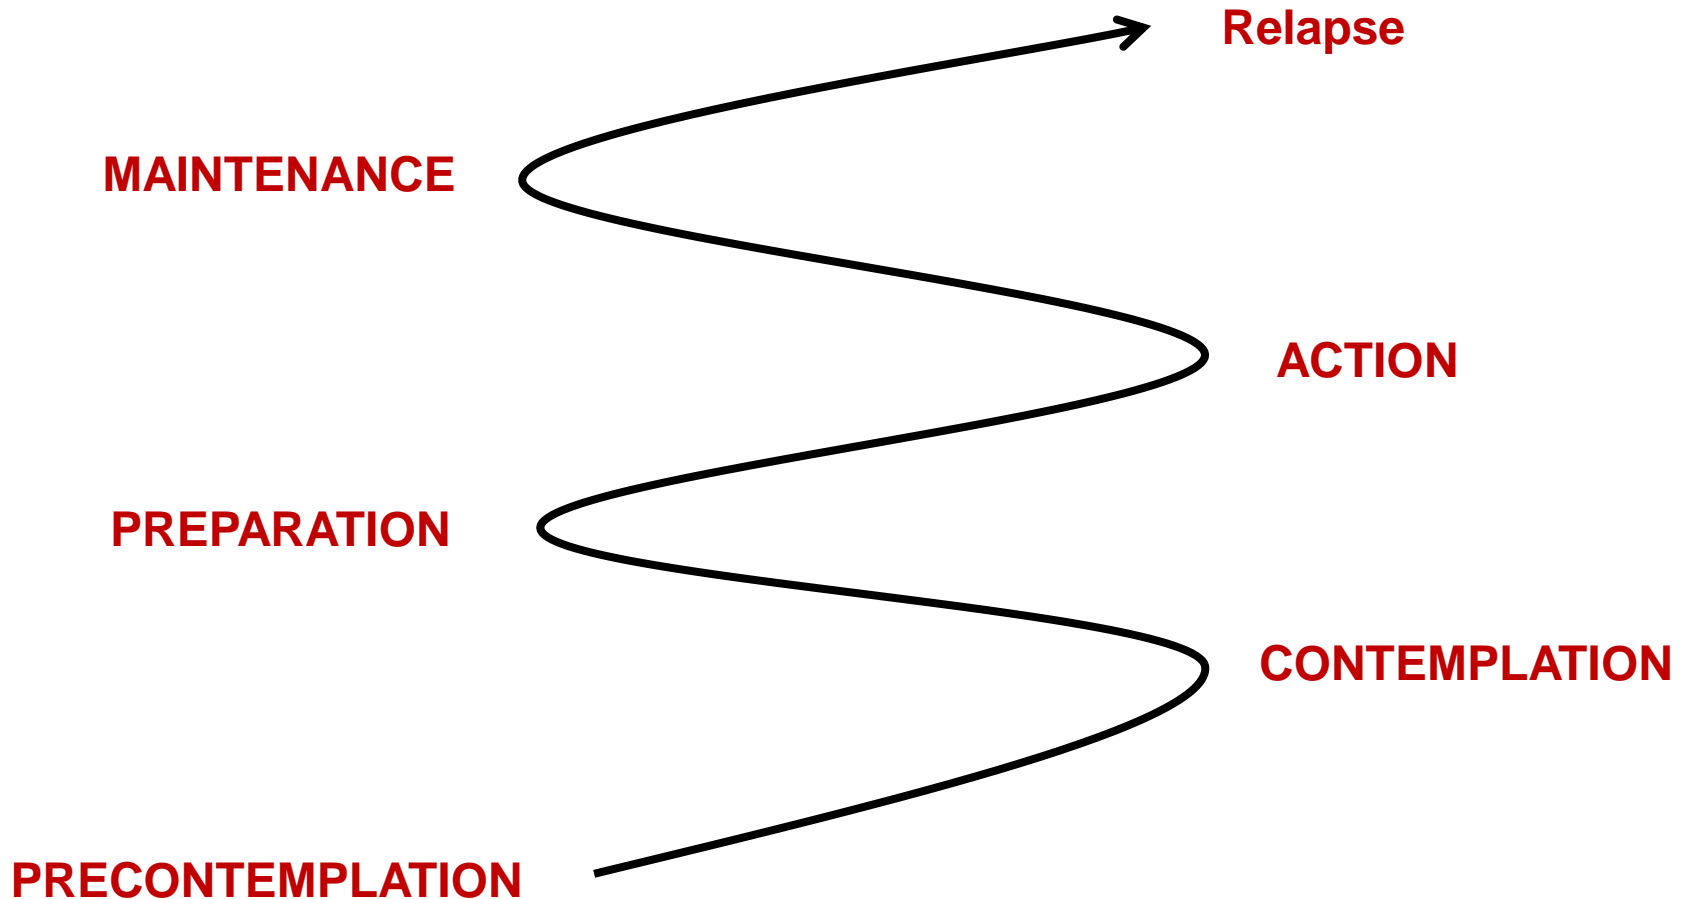 Relapse
MAINTENANCE
ACTION
PREPARATION
CONTEMPLATION
PRECONTEMPLATION